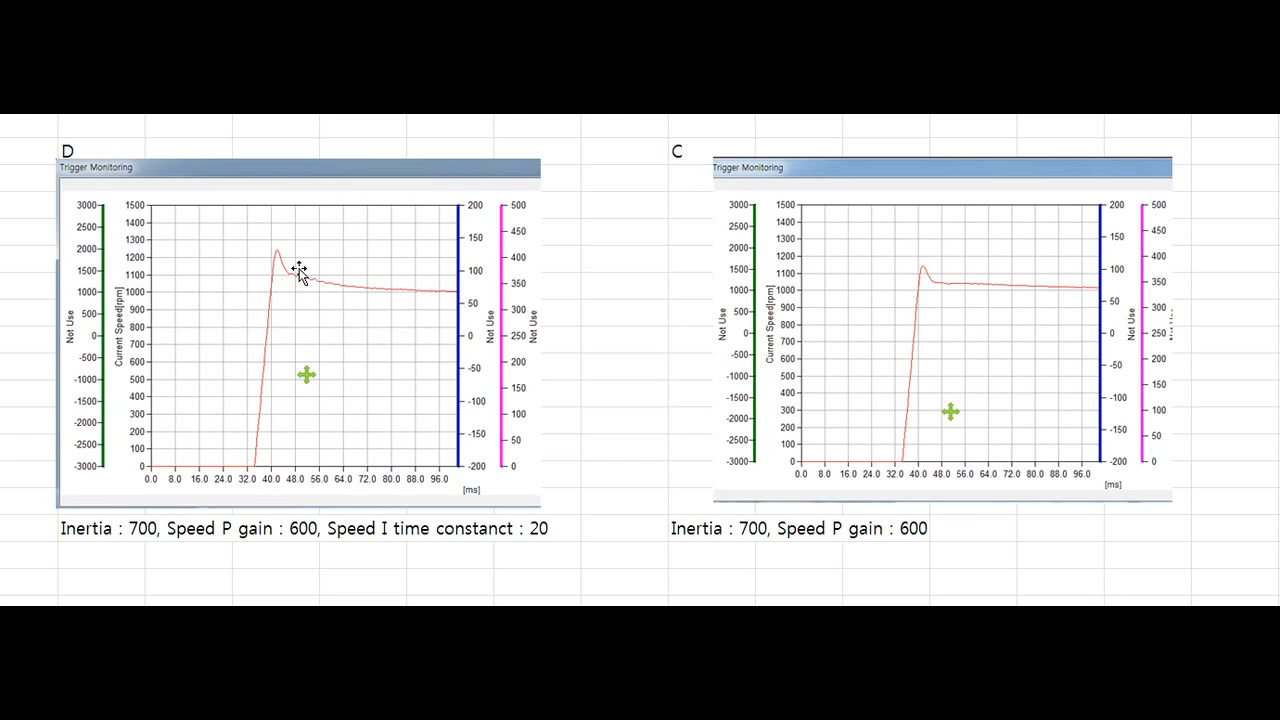 D
C
Trigger Monitoring
Trigger Monitoring
3000 1500 200 500
2500 1400 450
2000 1300 150 400
1500 1200 100 350
1000 1100 50 300
500 1000 0 250
0 900 -50 200
-500 800 -100 150
-1000 700 -150 100
-1500 600 -200 50
-2000 500 0
-2500 400
-3000 300
200
100
0
Not Use
Current Speed[rpm]
Not Use
Not Use
0.0 8.0 16.0 24.0 32.0 40.0 48.0 56.0 64.0 72.0 80.0 88.0 96.0
[ms]
3000 1500 200 500
2500 1400 450
2000 1300 150 400
1500 1200 100 350
1000 1100 50 300
500 1000 0 250
0 900 -50 200
-500 800 -100 150
-1000 700 -150 100
-1500 600 -200 50
-2000 500 0
-2500 400
-3000 300
200
100
0
Not Use
Current Speed[rpm]
Not Use
0.0 8.0 16.0 24.0 32.0 40.0 48.0 56.0 64.0 72.0 80.0 88.0 96.0
[ms]
Inertia : 700, Speed P gain : 600, Speed I time constanct : 20
Inertia : 700, Speed P gain : 600